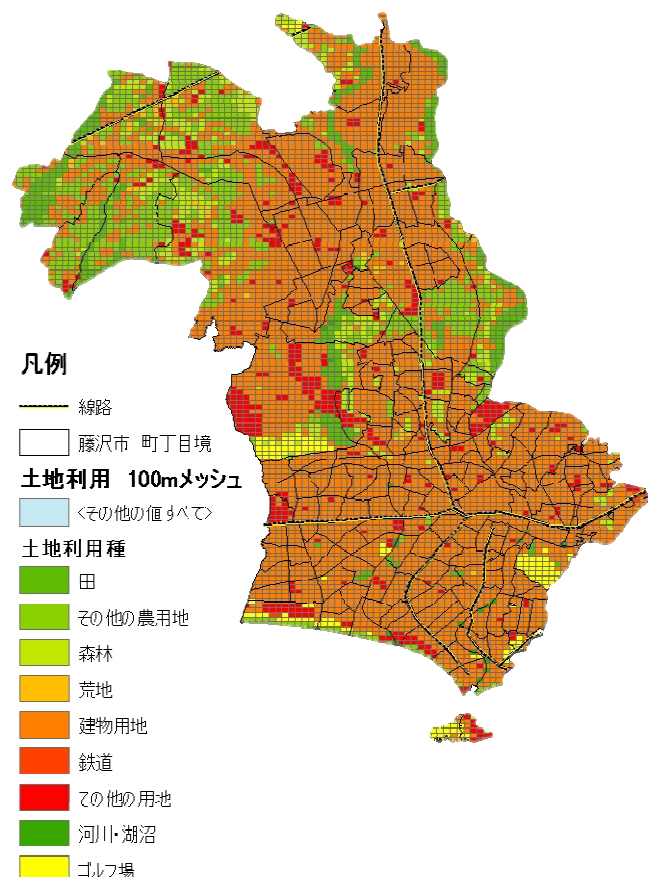 凡例
線路
藤沢市 町丁目境
土地利用 100mメッシュ
<その他の値すべて>
土地利用種
田
その他の農用地
森林
荒地
建物用地
鉄道
その他の用地
河川・湖沼
ゴルフ場